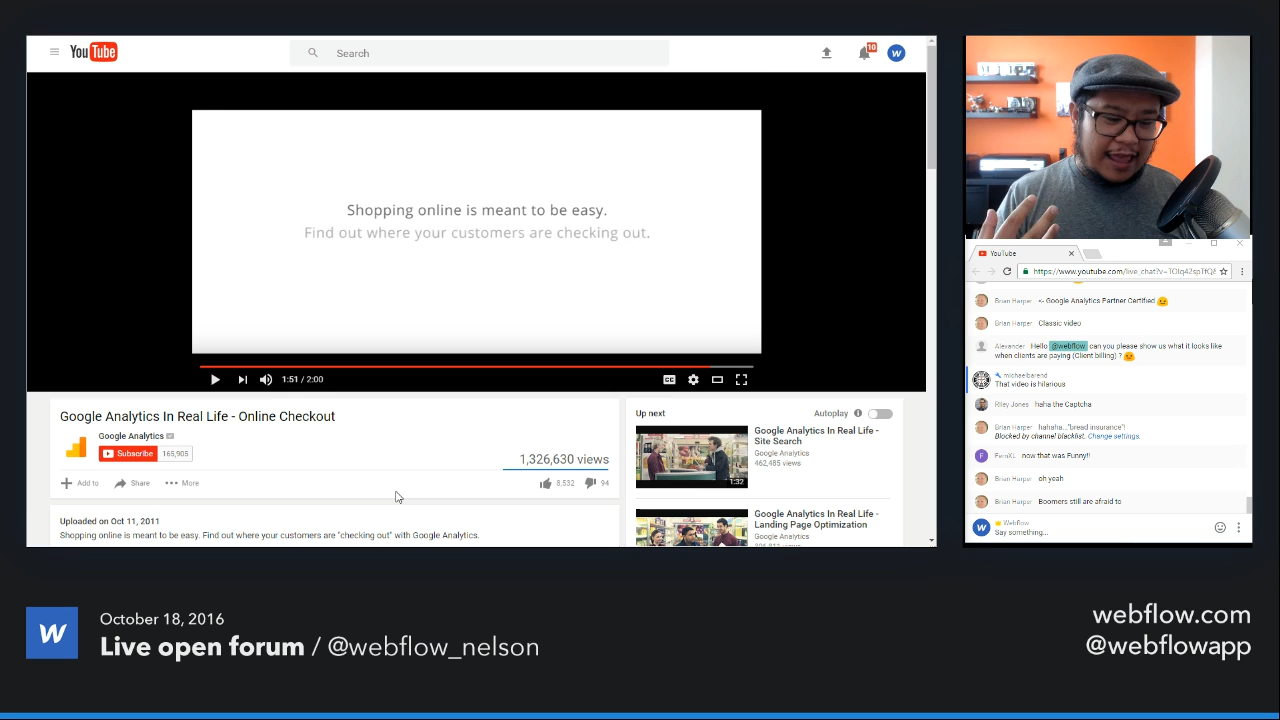 YouTube
Search
10
w
Shopping online is meant to be easy.
Find out where your customers are checking out.
1:51 / 2:00
CC
Google Analytics In Real Life - Online Checkout
Google Analytics
Subscribe 165,905
1,326,630 views
Add to Share More
8,532 94
Uploaded on Oct 11, 2011
Shopping online is meant to be easy. Find out where your customers are "checking out" with Google Analytics.
Up next
Autoplay
Google Analytics In Real Life -
Site Search
Google Analytics
462,485 views
1:32
Google Analytics In Real Life -
Landing Page Optimization
Google Analytics
YouTube
Brian Harper <- Google Analytics Partner Certified
Brian Harper Classic video
Alexander Hello @webflow can you please show us what it looks like
when clients are paying (Client billing) ?
michaelbarend
That video is hilarious
Riley Jones haha the Captcha
Brian Harper hahaha..."bread insurance"!
Blocked by channel blacklist. Change settings.
FernXL now that was Funny!!
Brian Harper oh yeah
Brian Harper Boomers still are afraid to
Webflow
Say something...
w
October 18, 2016
Live open forum / @webflow_nelson
webflow.com
@webflowapp